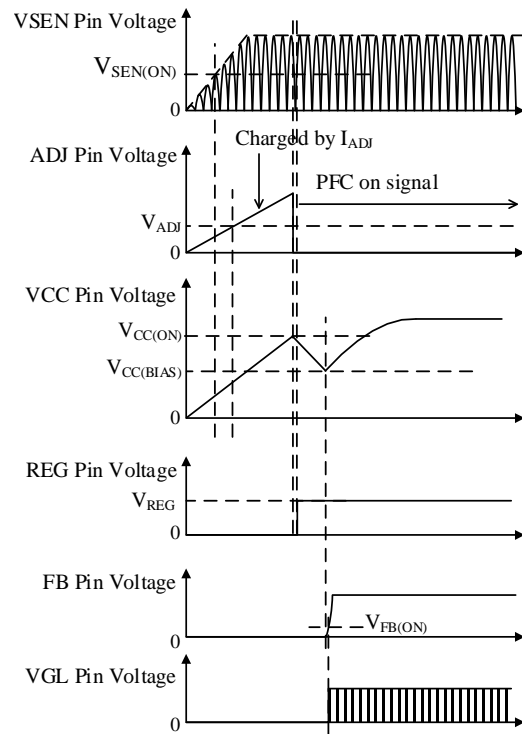 VSEN Pin Voltage
VSEN(ON)
0
Charged by IADJ
ADJ Pin Voltage
PFC on signal
VADJ
0
VCC Pin Voltage
VCC(ON)
VCC(BIAS)
0
REG Pin Voltage
VREG
0
FB Pin Voltage
VFB(ON)
0
VGL Pin Voltage
0